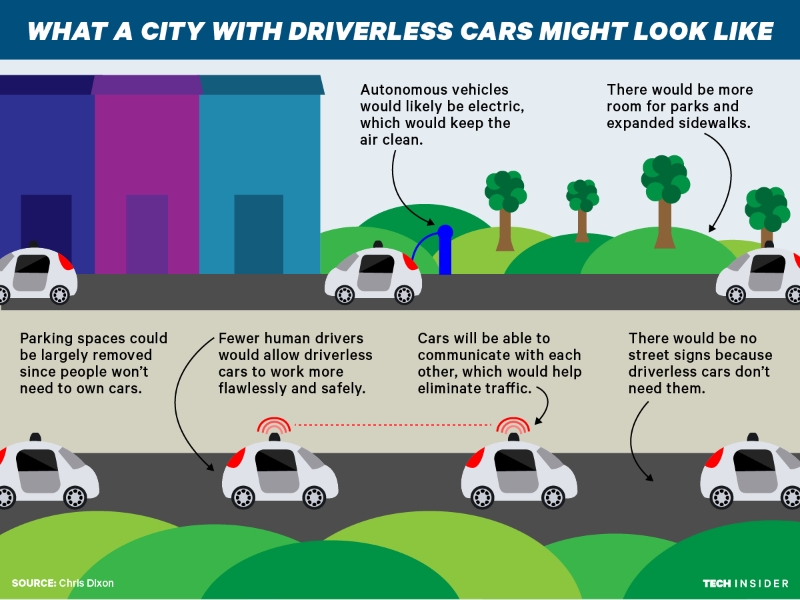 WHAT A CITY WITH DRIVERLESS CARS MIGHT LOOK LIKE
Autonomous vehicles
would likely be electric,
which would keep the
air clean.
There would be more
room for parks and
expanded sidewalks.
Parking spaces could
be largely removed
since people won't
need to own cars.
Fewer human drivers
would allow driverless
cars to work more
flawlessly and safely.
Cars will be able to
communicate with each
other, which would help
eliminate traffic.
There would be no
street signs because
driverless cars don't
need them.
SOURCE: Chris Dixon
TECH INSIDER